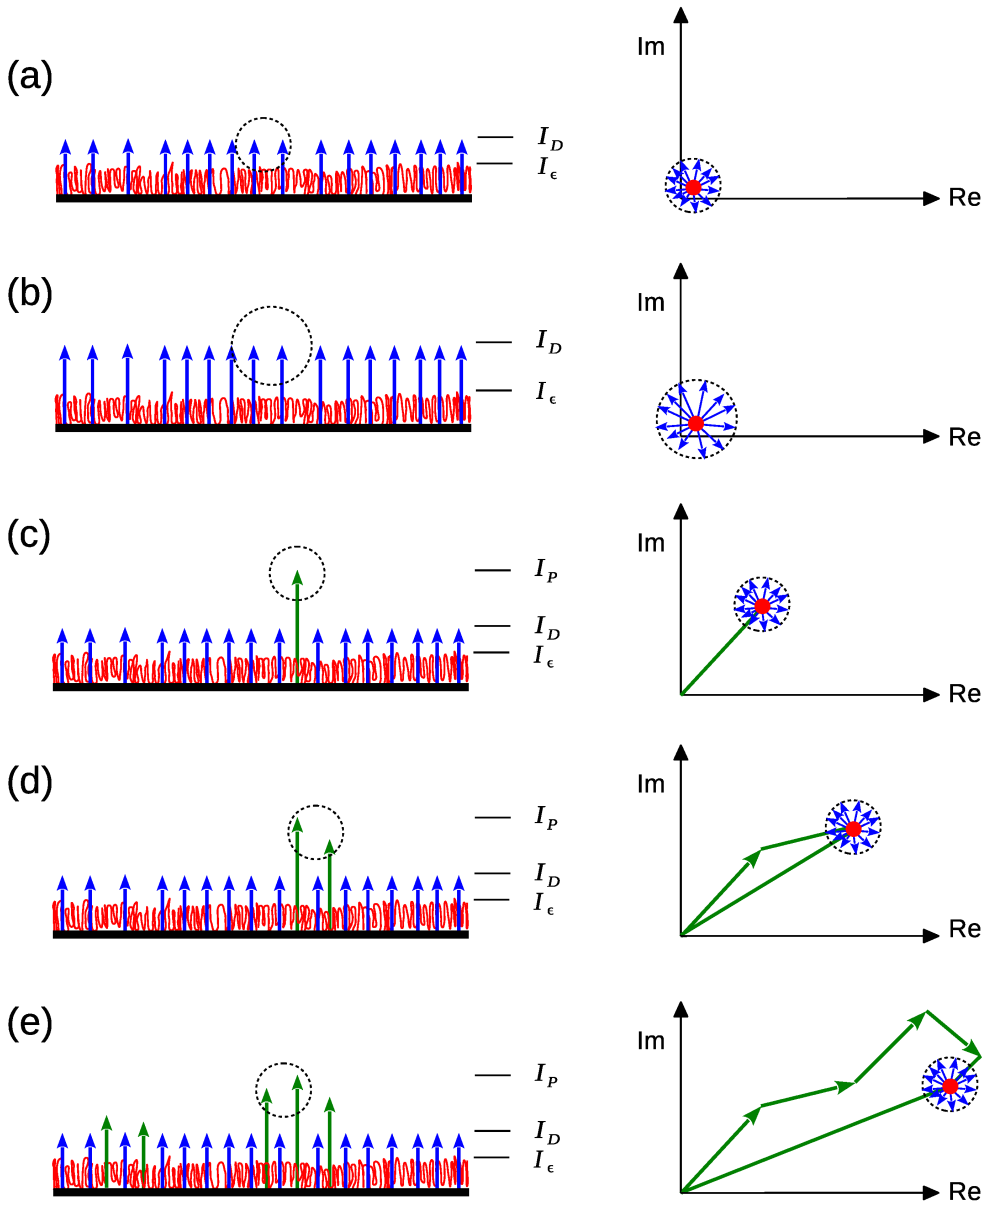 (a)
I_D
I_ϵ
Im
Re
(b)
I_D
I_ϵ
Im
Re
(c)
I_P
I_D
I_ϵ
Im
Re
(d)
I_P
I_D
I_ϵ
Im
Re
(e)
I_P
I_D
I_ϵ
Im
Re